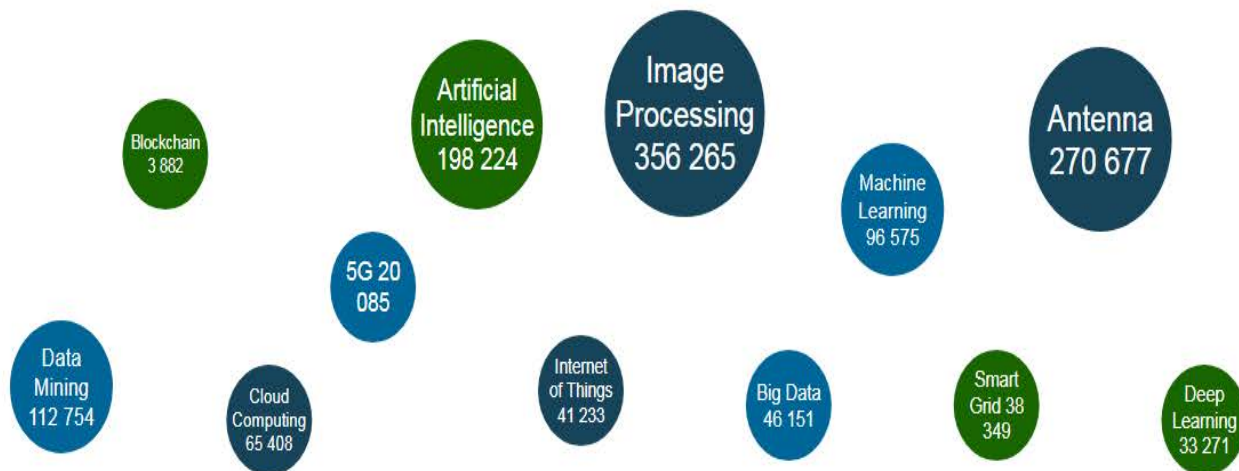 Blockchain
3 882
Artificial
Intelligence
198 224
Image
Processing
356 265
Antenna
270 677
Machine
Learning
96 575
5G 20
085
Data
Mining
112 754
Cloud
Computing
65 408
Internet
of Things
41 233
Big Data
46 151
Smart
Grid 38
349
Deep
Learning
33 271